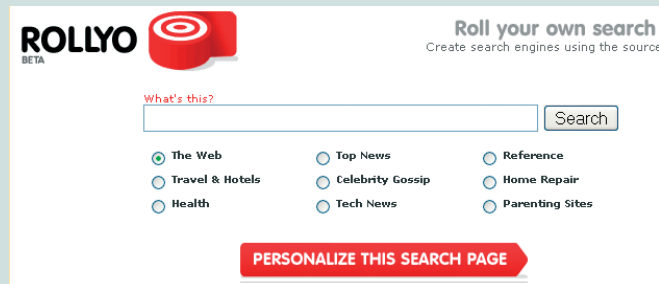 ROLLYO
BETA
Roll your own search
Create search engines using the source
What's this?
Search
The Web
Top News
Reference
Travel & Hotels
Celebrity Gossip
Home Repair
Health
Tech News
Parenting Sites
PERSONALIZE THIS SEARCH PAGE